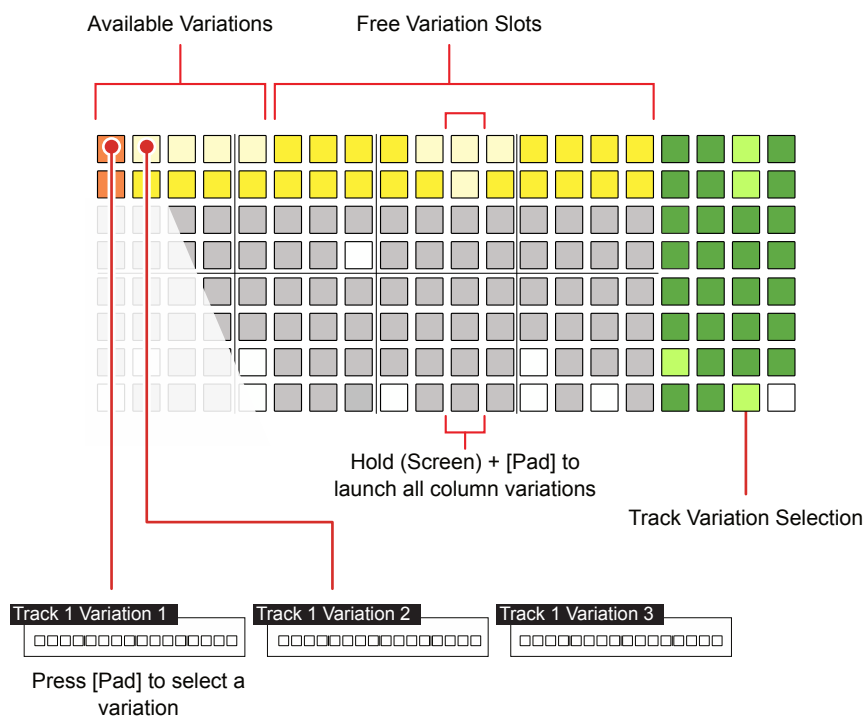 Available Variations
Free Variation Slots
Hold (Screen) + [Pad] to
launch all column variations
Track Variation Selection
Track 1 Variation 1
Track 1 Variation 2
Track 1 Variation 3
Press [Pad] to select a
variation